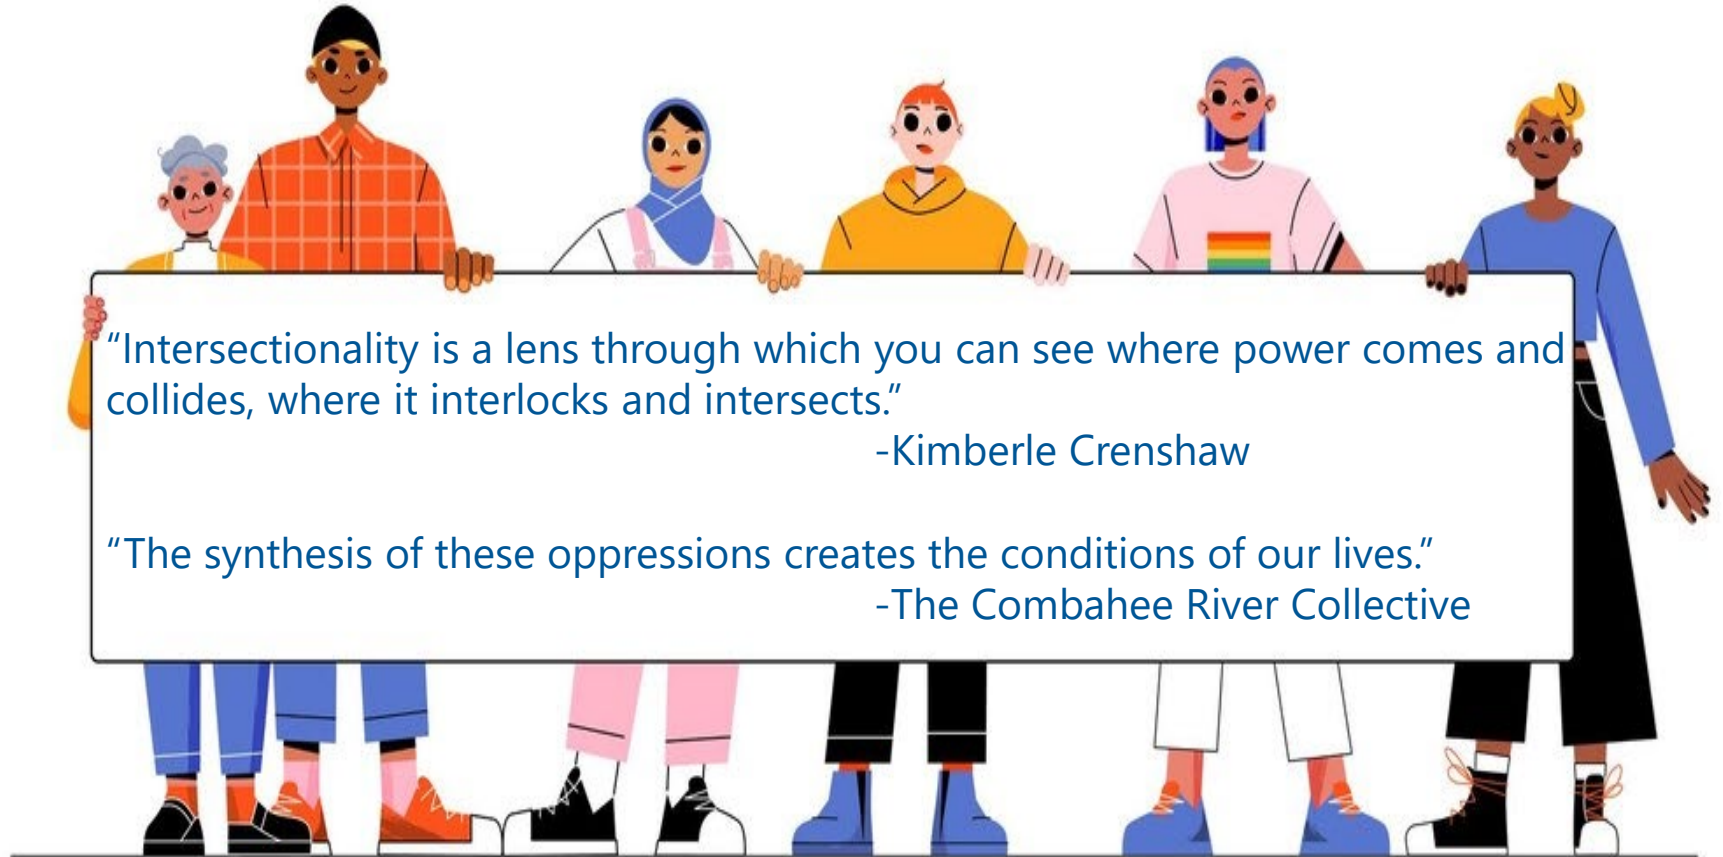 “Intersectionality is a lens through which you can see where power comes and
collides, where it interlocks and intersects.”
-Kimberle Crenshaw
“The synthesis of these oppressions creates the conditions of our lives.”
-The Combahee River Collective